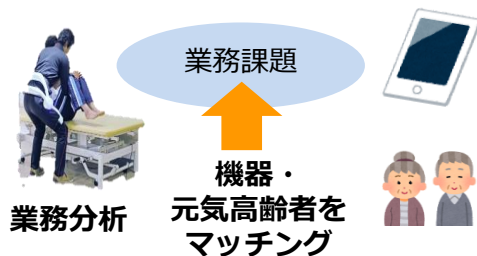 業務課題
機器・
元気高齢者を
マッチング
業務分析